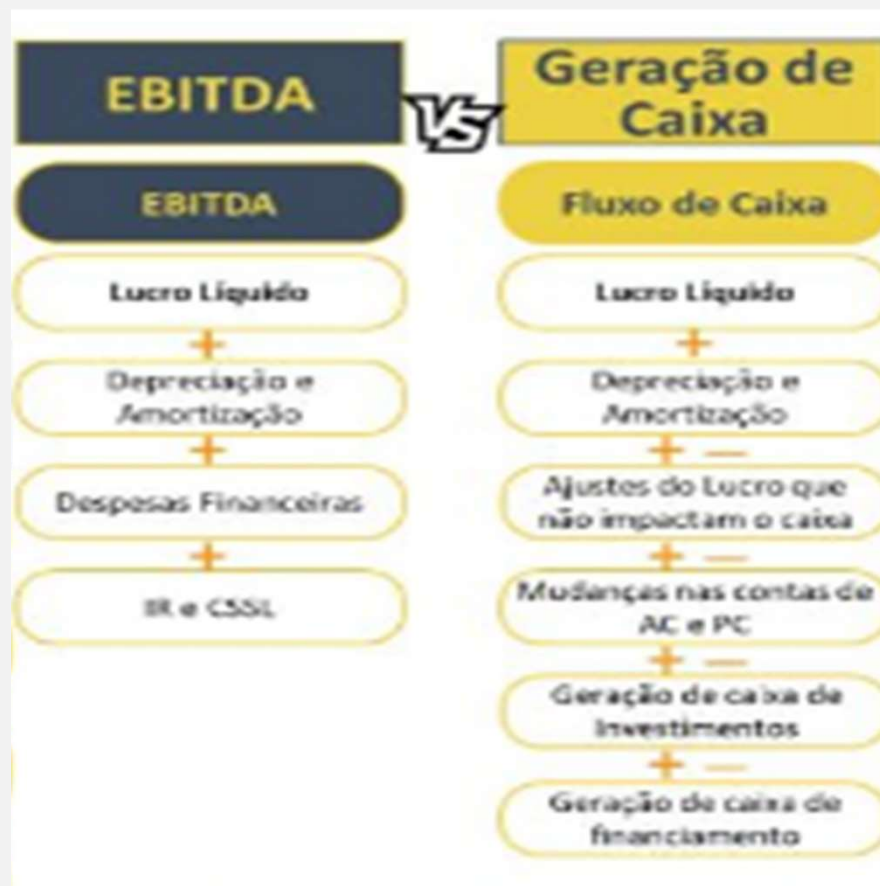 EBITDA
VS
Geração de
Caixa
EBITDA
Lucro Líquido
+
Depreciação e
Amortização
+
Despesas Financeiras
+
IR e CSSL
Fluxo de Caixa
Lucro Líquido
+
Depreciação e
Amortização
+ —
Ajustes do Lucro que
não impactam o caixa
+ —
Mudanças nas contas de
AC e PC
+ —
Geração de caixa de
Investimentos
+ —
Geração de caixa de
financiamento